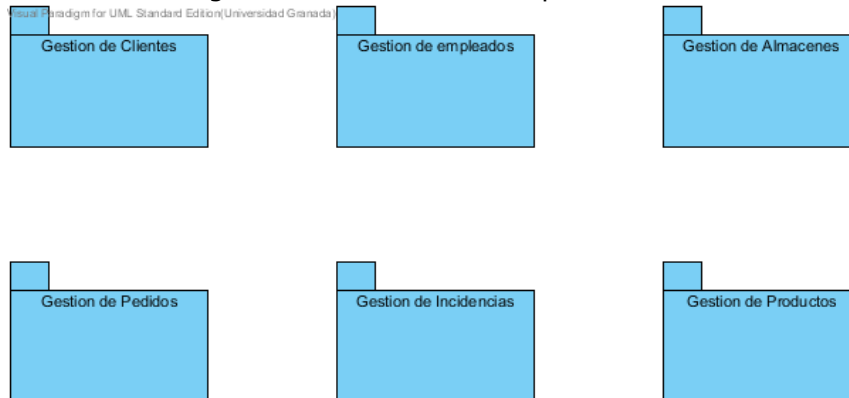 Visual Paradigm for UML Standard Edition(Universidad Granada)
Gestion de Clientes
Gestion de empleados
Gestion de Almacenes
Gestion de Pedidos
Gestion de Incidencias
Gestion de Productos